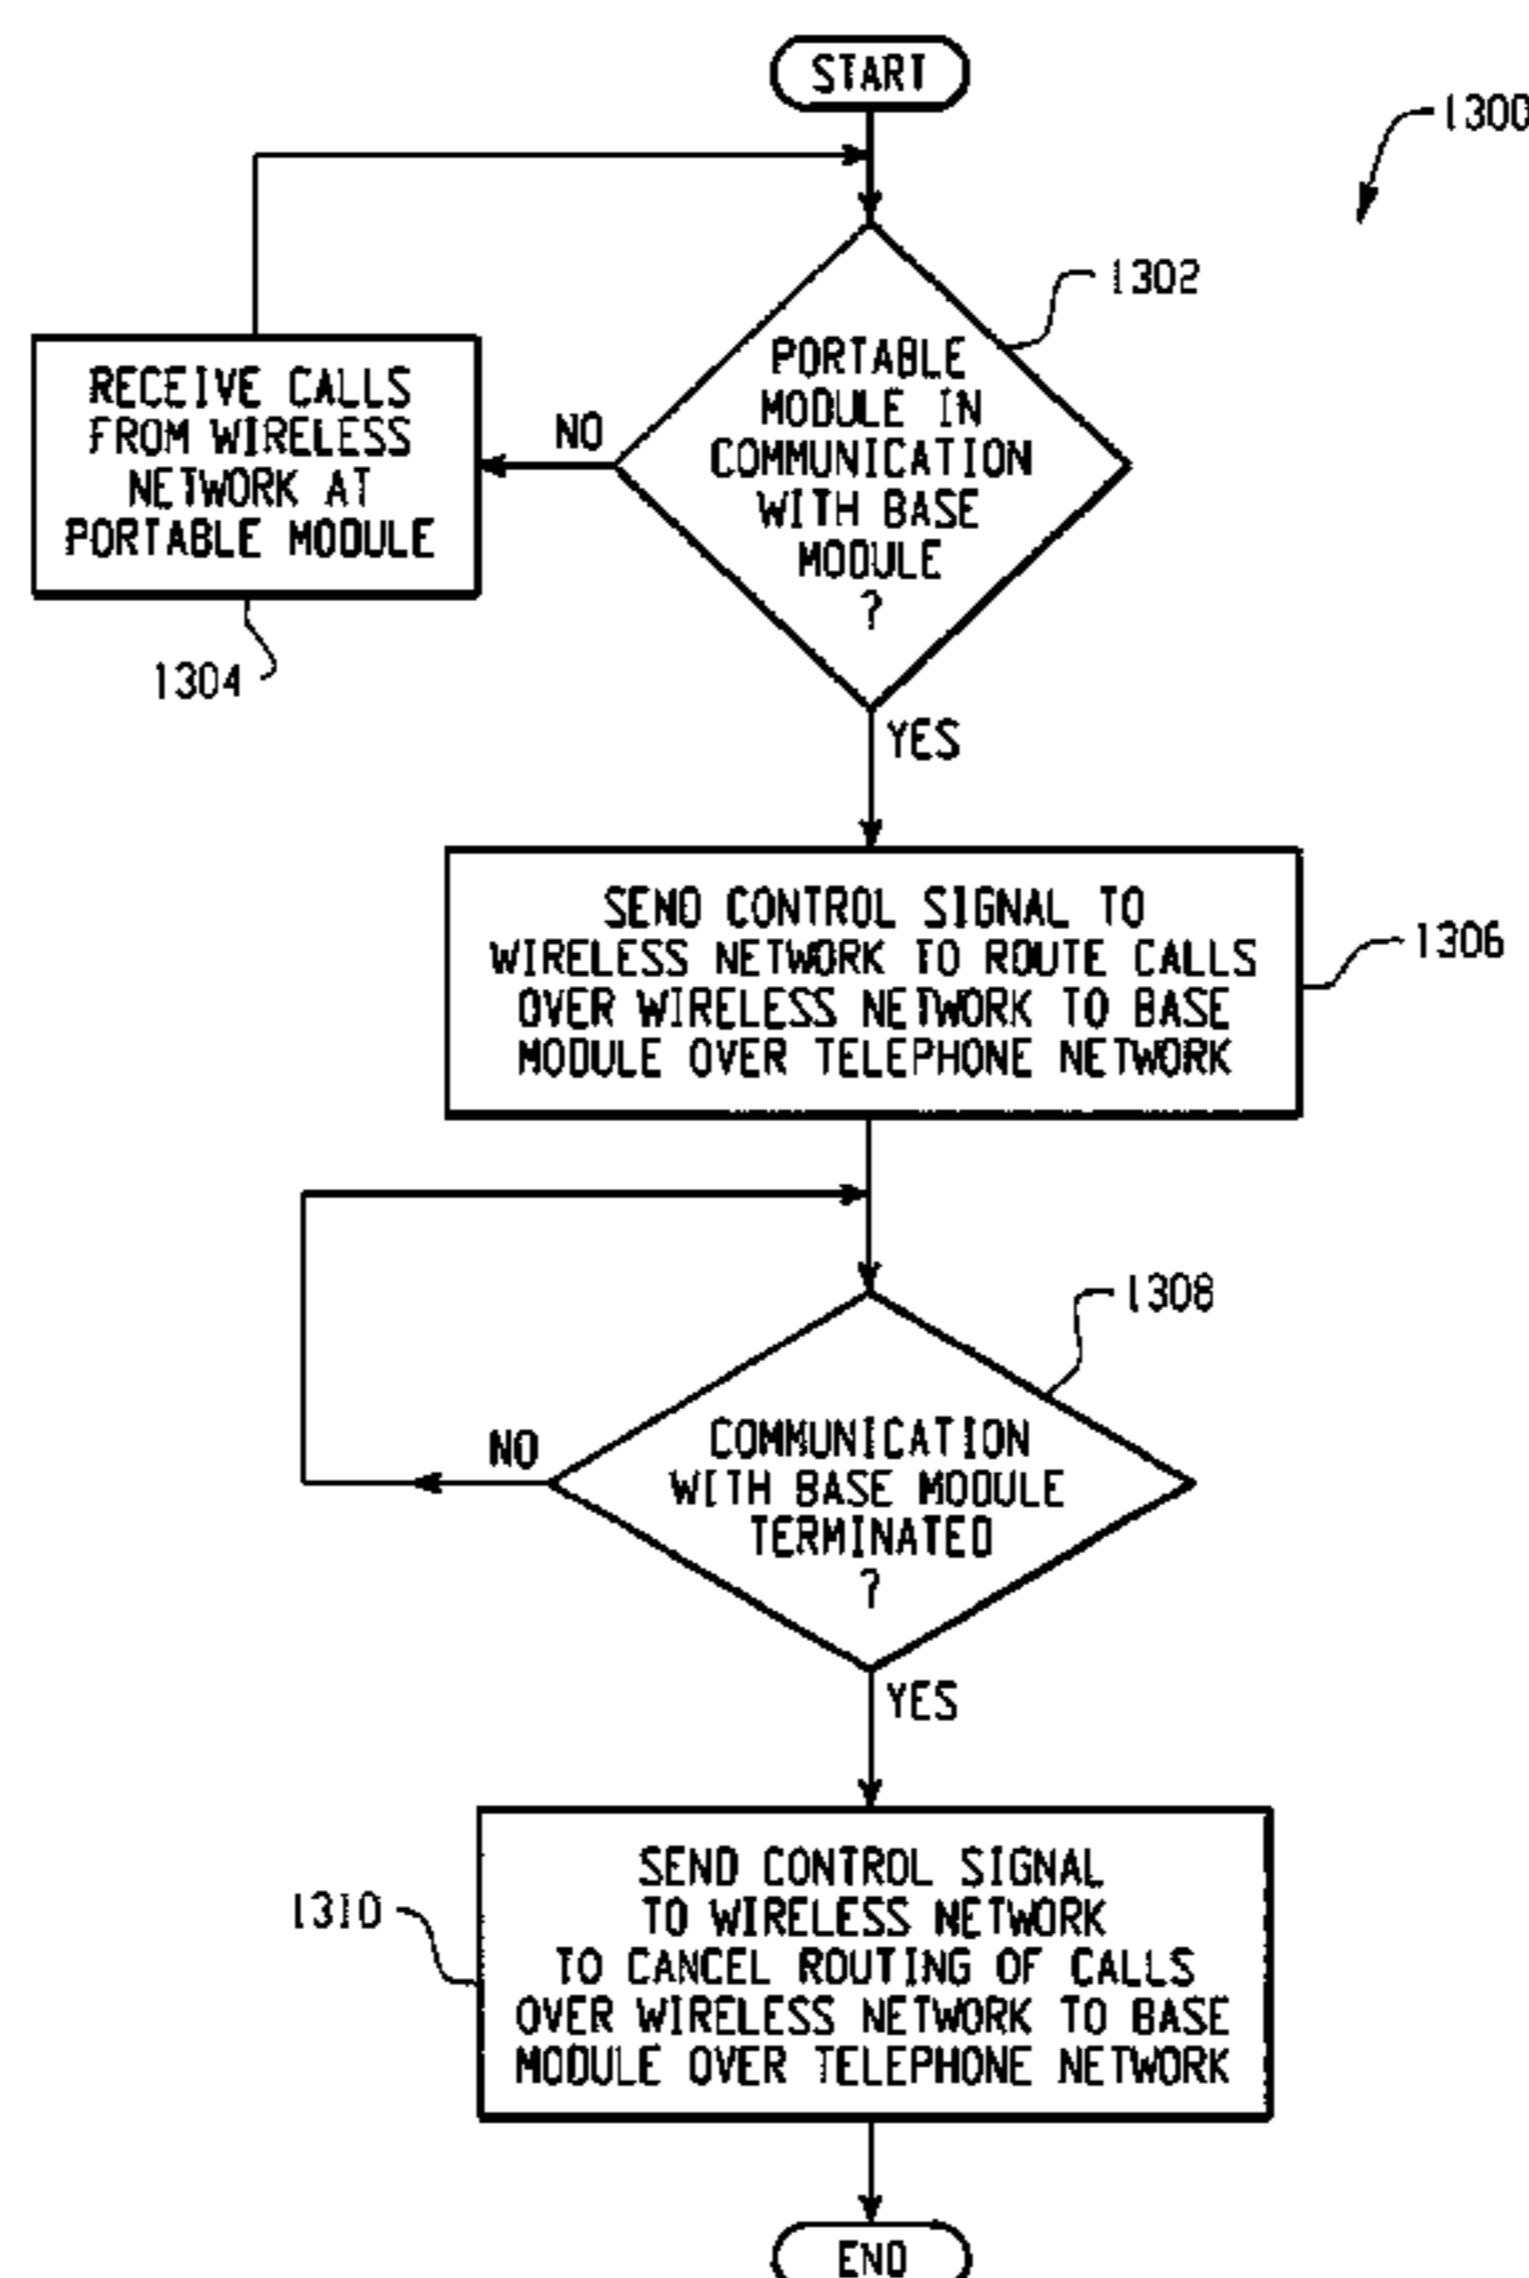 START
1300
1302
PORTABLE
MODULE IN
COMMUNICATION
WITH BASE
MODULE
?
NO
RECEIVE CALLS
FROM WIRELESS
NETWORK AT
PORTABLE MODULE
1304
YES
SEND CONTROL SIGNAL TO
WIRELESS NETWORK TO ROUTE CALLS
OVER WIRELESS NETWORK TO BASE
MODULE OVER TELEPHONE NETWORK
1306
1308
COMMUNICATION
WITH BASE MODULE
TERMINATED
?
NO
YES
SEND CONTROL SIGNAL
TO WIRELESS NETWORK
TO CANCEL ROUTING OF CALLS
OVER WIRELESS NETWORK TO BASE
MODULE OVER TELEPHONE NETWORK
1310
END